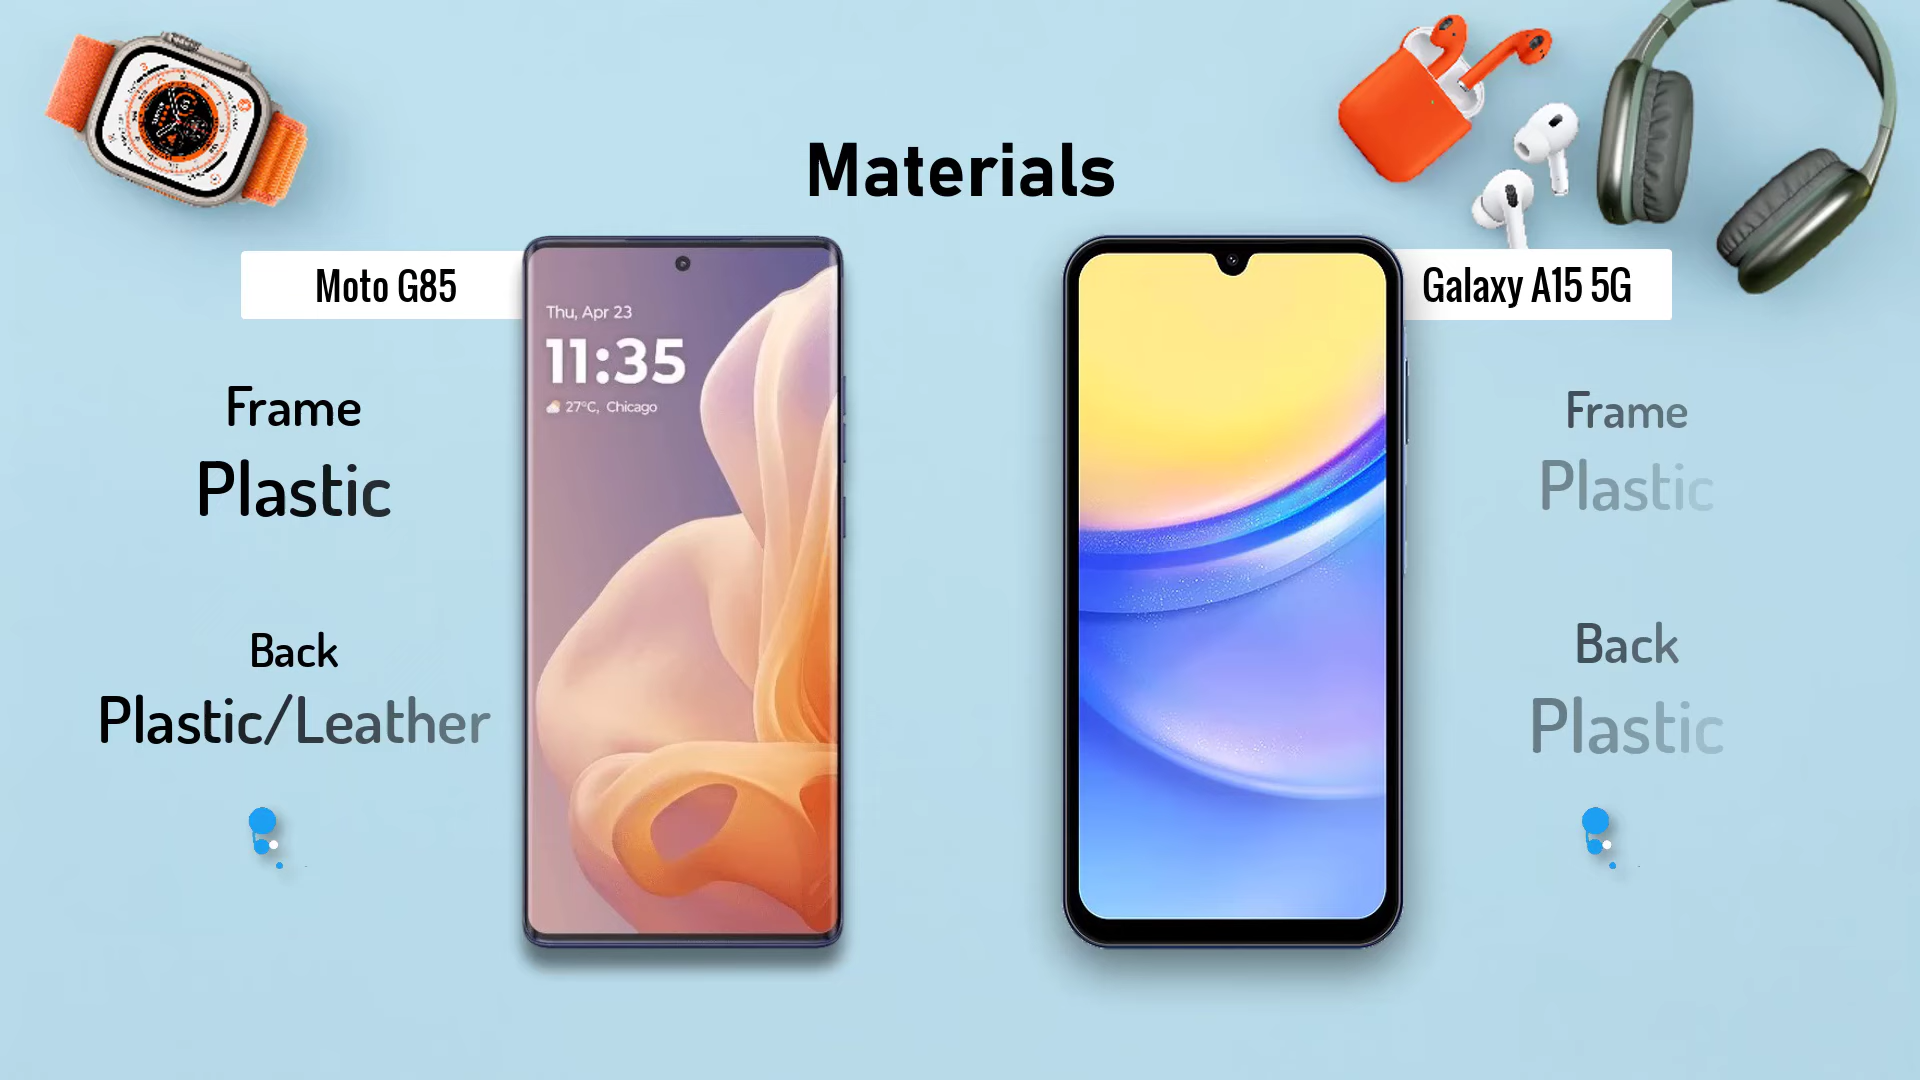 Materials
Moto G85
Frame
Plastic
Back
Plastic/Leather
Thu, Apr 23
11:35
27°C, Chicago
Galaxy A15 5G
Frame
Plastic
Back
Plastic